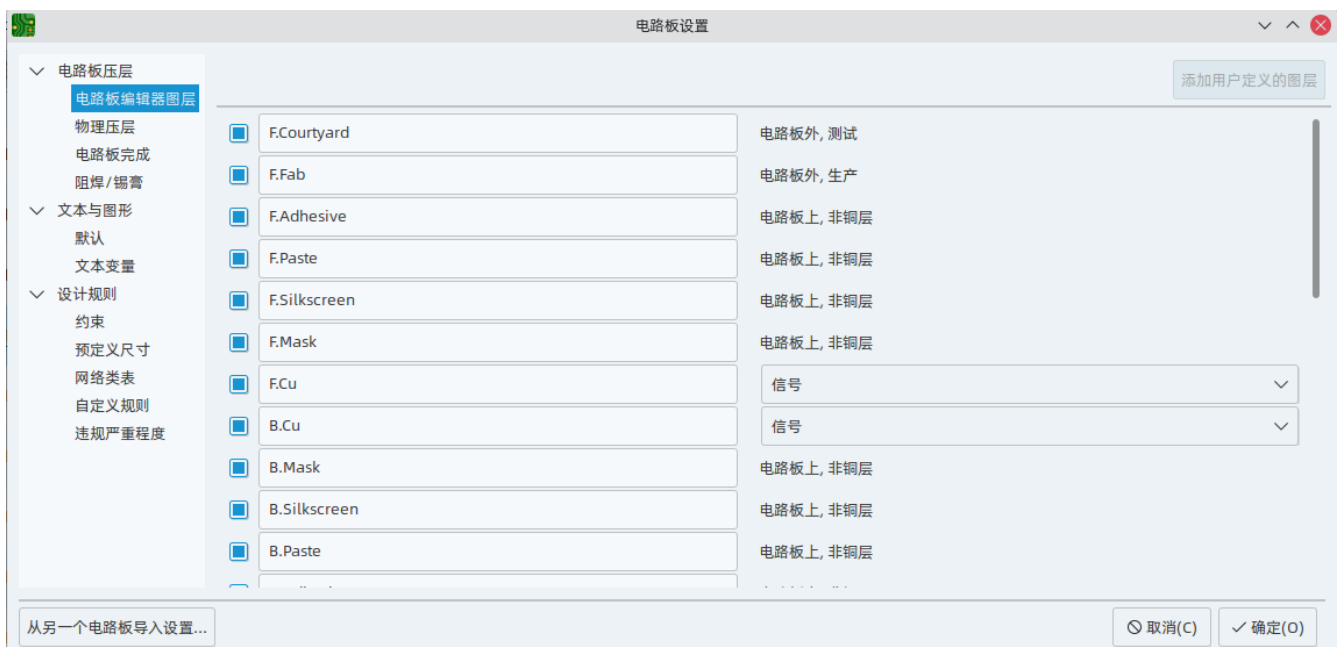 电路板设置
电路板压层
电路板编辑器图层
物理压层
电路板完成
阻焊/锡膏
文本与图形
默认
文本变量
设计规则
约束
预定义尺寸
网络类表
自定义规则
违规严重程度
添加用户定义的图层
F.Courtyard 电路板外, 测试
F.Fab 电路板外, 生产
F.Adhesive 电路板上, 非铜层
F.Paste 电路板上, 非铜层
F.Silkscreen 电路板上, 非铜层
F.Mask 电路板上, 非铜层
F.Cu 信号
B.Cu 信号
B.Mask 电路板上, 非铜层
B.Silkscreen 电路板上, 非铜层
B.Paste 电路板上, 非铜层
从另一个电路板导入设置...
取消(C)
确定(O)